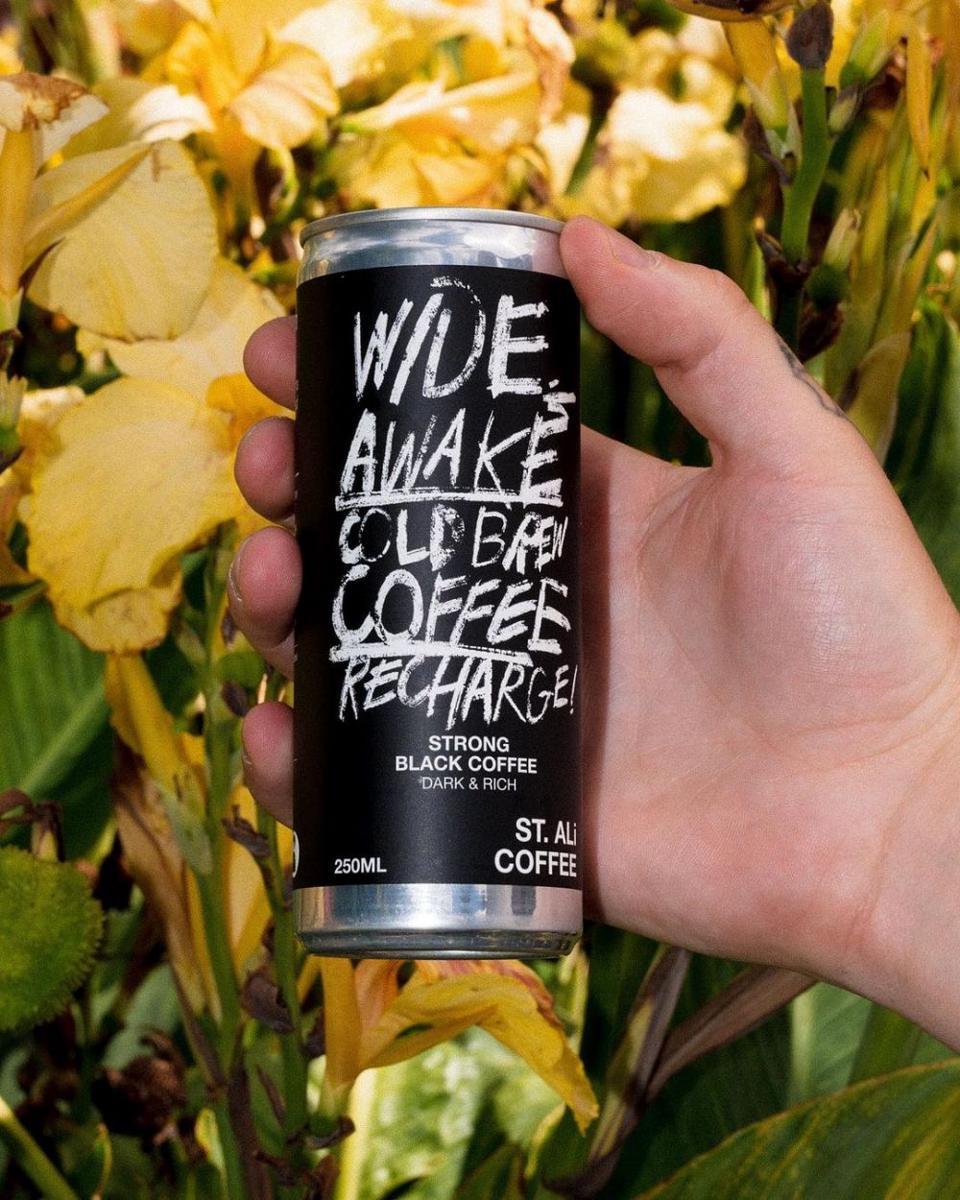 WIDE
AWAKE
COLD BREW
COFFEE
RECHARGE!
STRONG
BLACK COFFEE
DARK & RICH
ST. ALi
250ML COFFEE